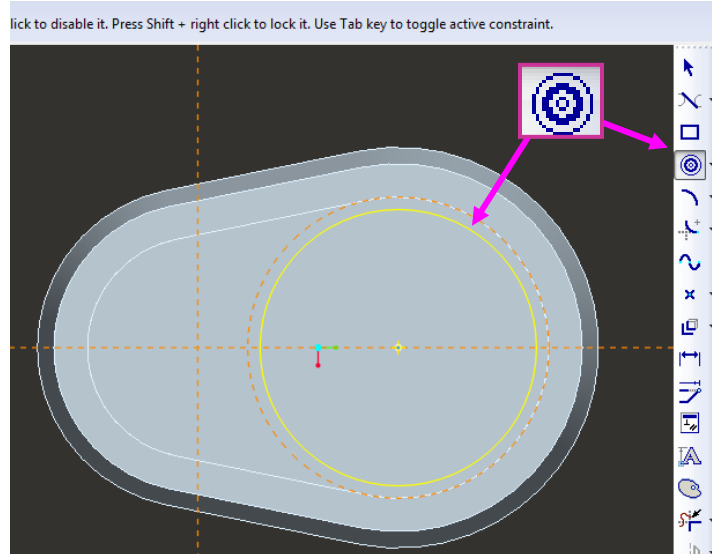 lick to disable it. Press Shift + right click to lock it. Use Tab key to toggle active constraint.